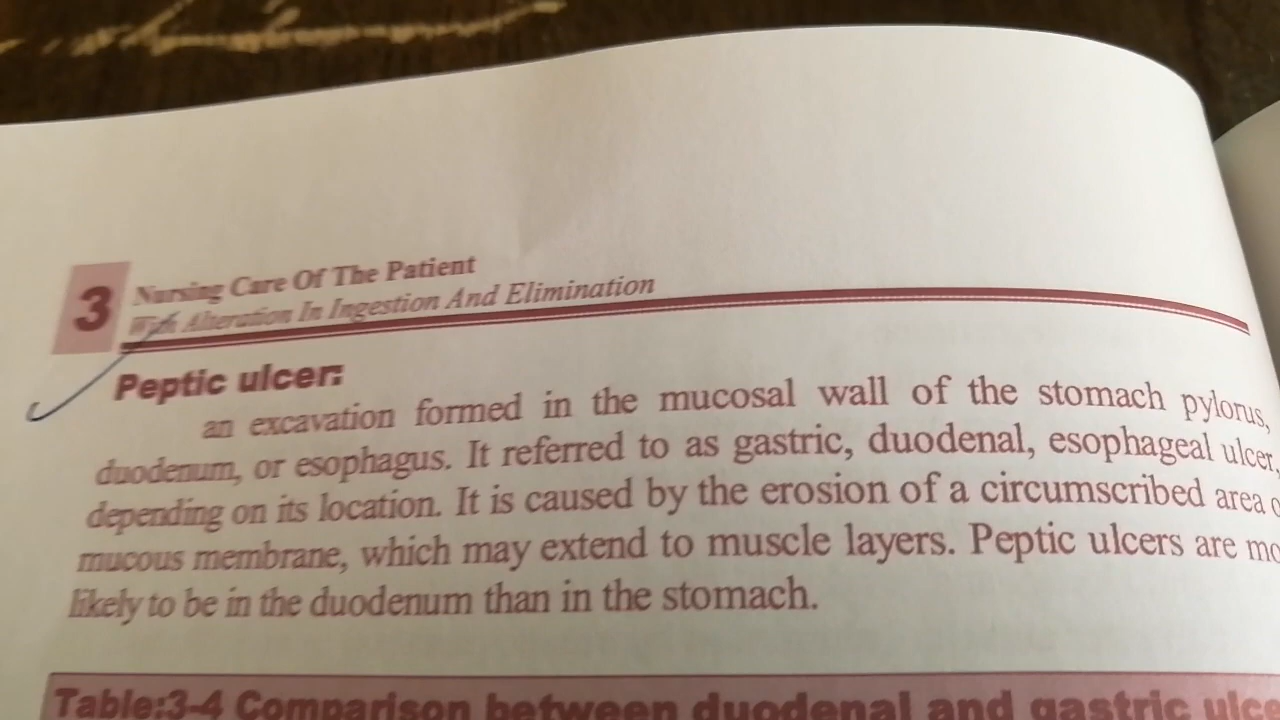 3
Nursing Care Of The Patient
With Alteration In Ingestion And Elimination
Peptic ulcer:
an excavation formed in the mucosal wall of the stomach pylorus,
duodenum, or esophagus. It referred to as gastric, duodenal, esophageal ulcer,
depending on its location. It is caused by the erosion of a circumscribed area
mucous membrane, which may extend to muscle layers. Peptic ulcers are
likely to be in the duodenum than in the stomach.
Table:3-4 Comparison between duodenal and gastric